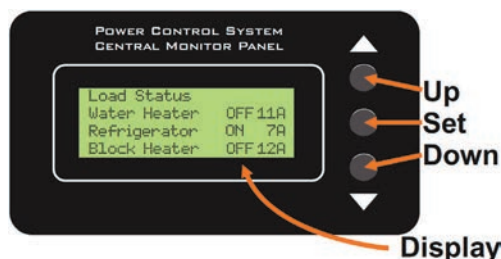 POWER CONTROL SYSTEM
CENTRAL MONITOR PANEL
Load Status
Water Heater OFF 11A
Refrigerator ON 7A
Block Heater OFF 12A
Up
Set
Down
Display